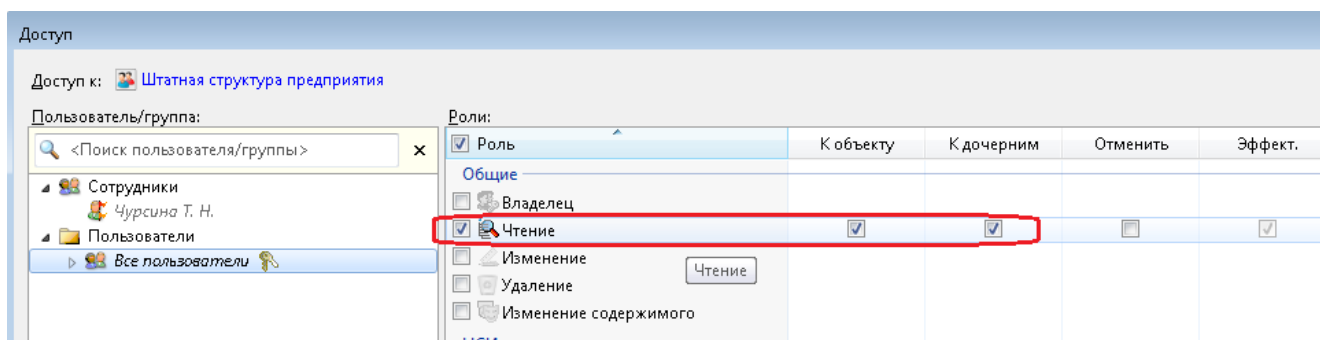 Доступ
Доступ к: Штатная структура предприятия
Пользователь/группа:
Роли:
<Поиск пользователя/группы>
Роль К объекту К дочерним Отменить Эффект.
Сотрудники
Чурсина Т. Н.
Пользователи
Все пользователи
Общие
Владелец
Чтение
Изменение
Чтение
Удаление
Изменение содержимого